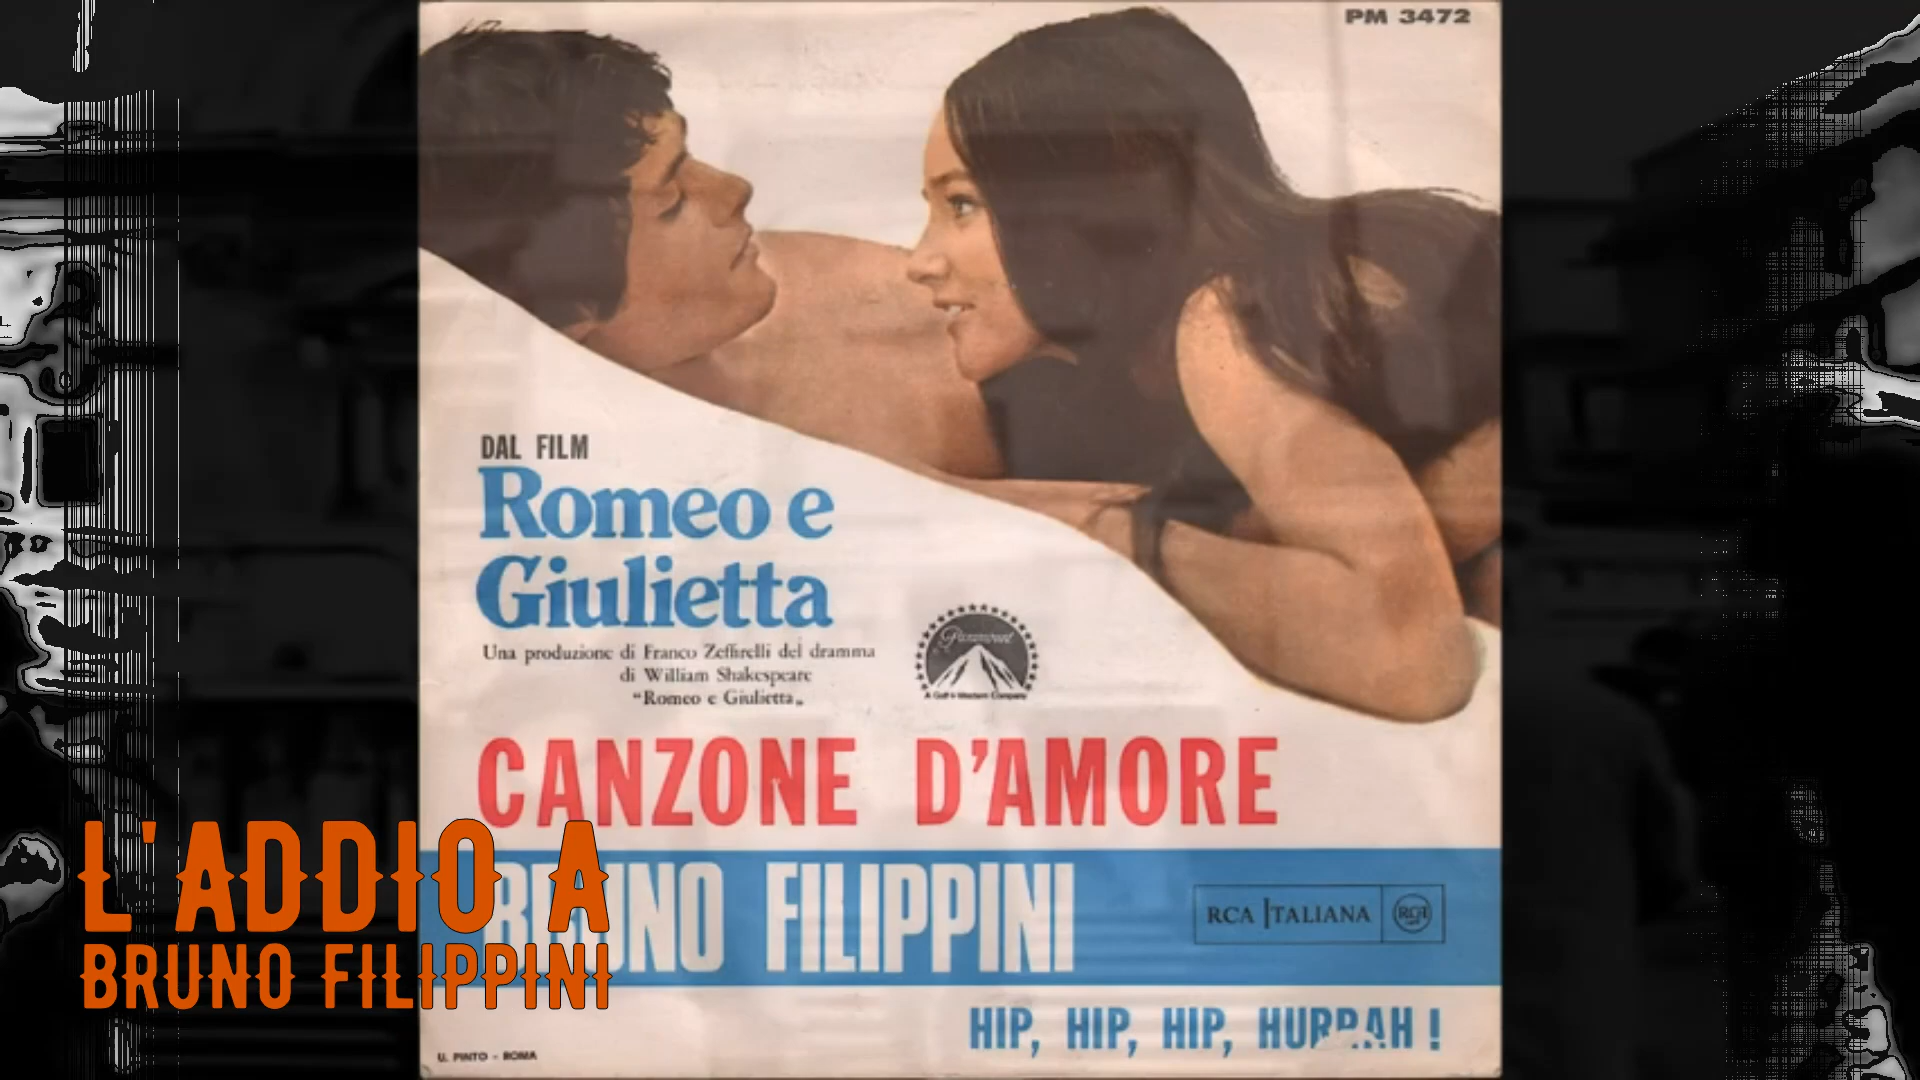 PM 3472
DAL FILM
Romeo e
Giulietta
Una produzione di Franco Zeffirelli del dramma
di William Shakespeare
"Romeo e Giulietta„
Paramount
A Gulf + Western Company
CANZONE D'AMORE
BRUNO FILIPPINI
RCA ITALIANA
RCA
HIP, HIP, HIP, HURRAH !
U. PINTO - ROMA
L'ADDIO A
BRUNO FILIPPINI